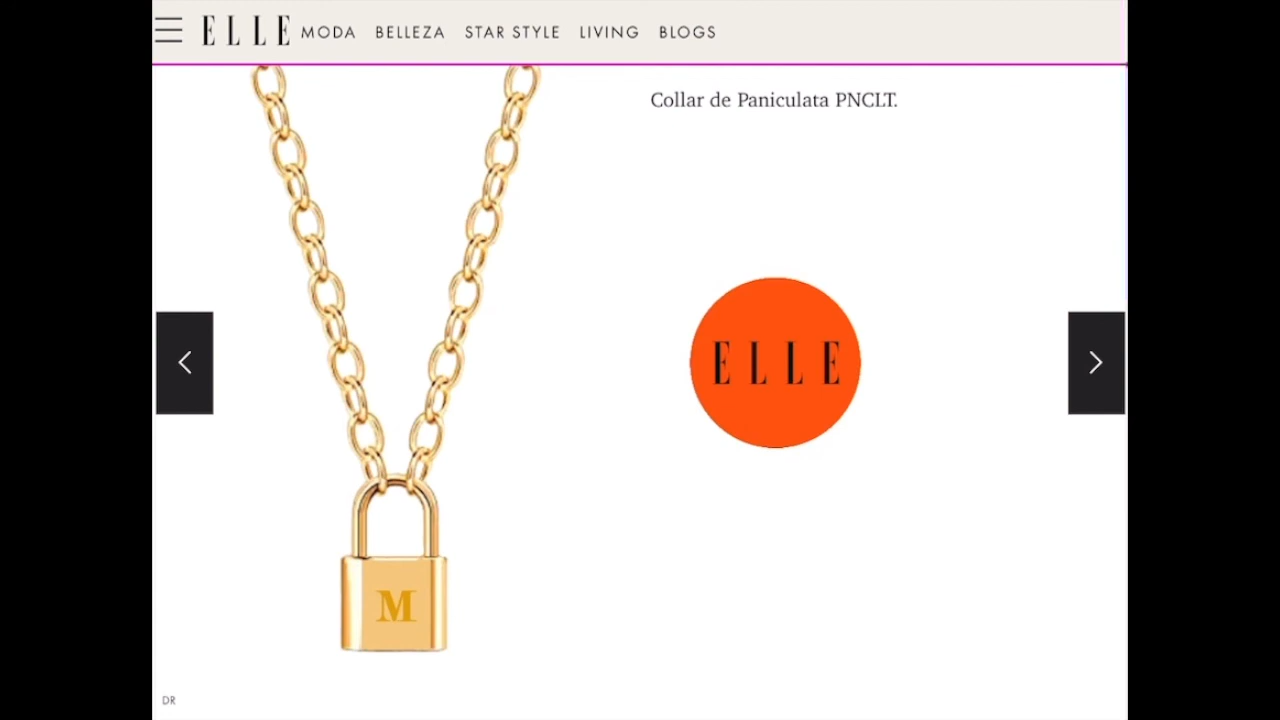 ELLE MODA BELLEZA STAR STYLE LIVING BLOGS
Collar de Paniculata PNCLT.
ELLE
M
DR